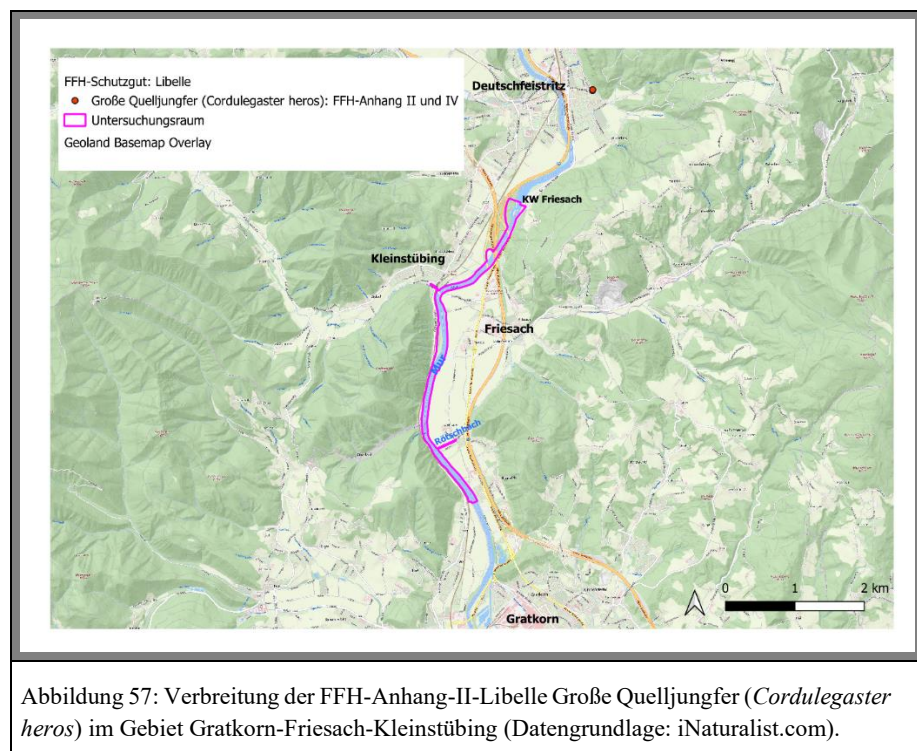 FFH-Schutzgut: Libelle
Große Quelljungfer (Cordulegaster heros): FFH-Anhang II und IV
Untersuchungsraum
Geoland Basemap Overlay
Deutschfeistritz
KW Friesach
Kleinstübing
Friesach
Mur
Rötschbach
Gratkorn
0 1 2 km
Abbildung 57: Verbreitung der FFH-Anhang-II-Libelle Große Quelljungfer (Cordulegaster
heros) im Gebiet Gratkorn-Friesach-Kleinstübing (Datengrundlage: iNaturalist.com).